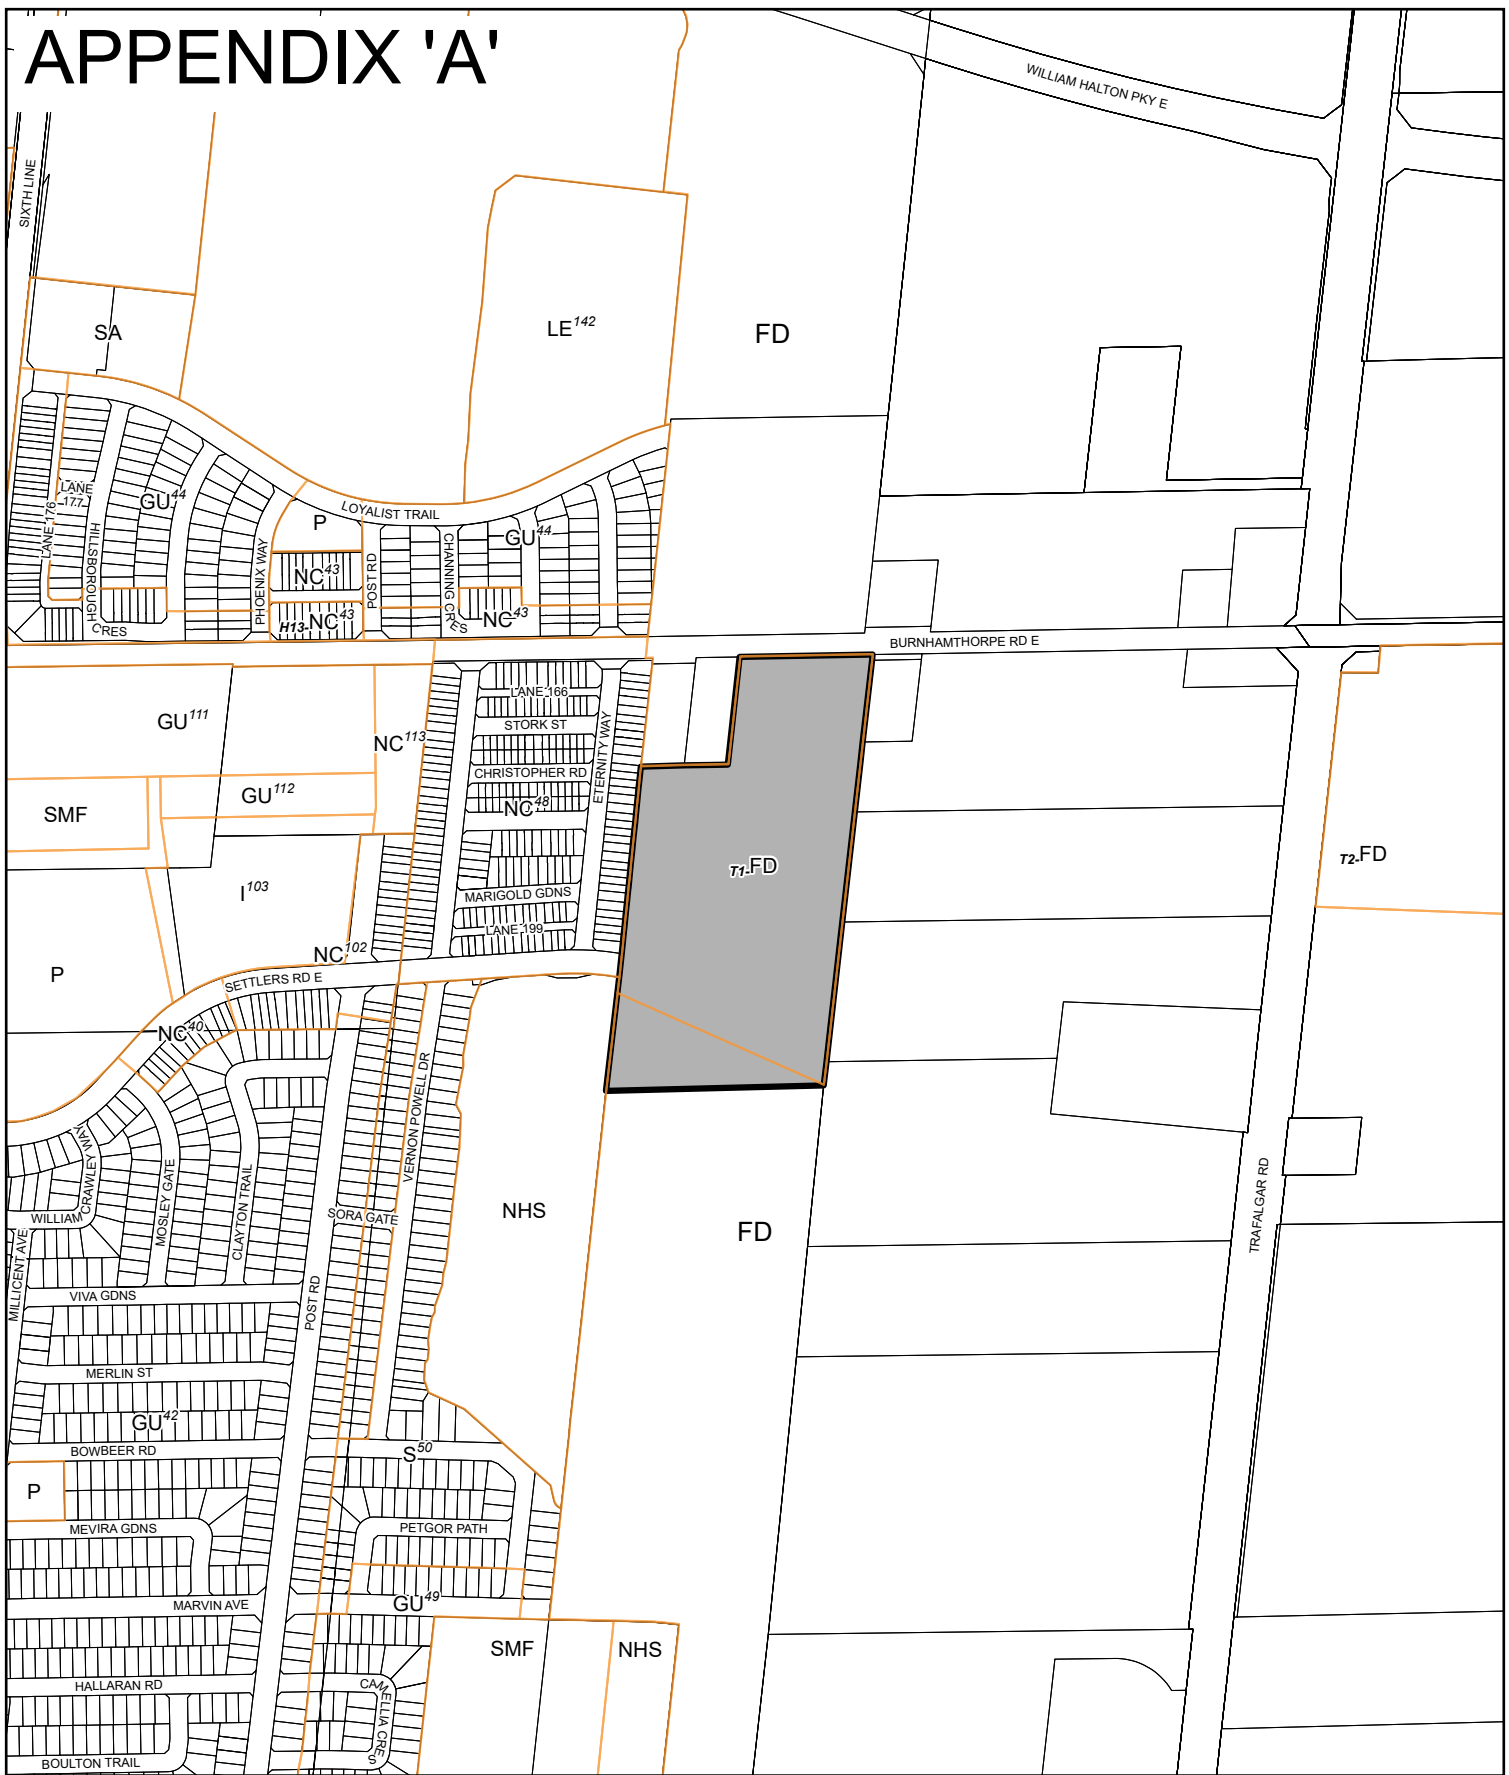 APPENDIX 'A'
WILLIAM HALTON PKY E
SIXTH LINE
SA
LE142
FD
LANE 177
LANE 176
GU44
HILLSBOROUGH CRES
PHOENIX WAY
P
LOYALIST TRAIL
POST RD
CHANNING CRES
GU44
NC43
H13-NC43
NC43
BURNHAMTHORPE RD E
GU111
NC113
LANE 166
STORK ST
ETERNITY WAY
CHRISTOPHER RD
GU112
NC48
SMF
T1-FD
T2-FD
I103
MARIGOLD GDNS
LANE 199
NC102
P
SETTLERS RD E
NC40
VERNON POWELL DR
WILLIAM CRAWLEY WAY
MOSLEY GATE
CLAYTON TRAIL
SORA GATE
NHS
FD
TRAFALGAR RD
MILLICENT AVE
VIVA GDNS
POST RD
MERLIN ST
GU42
BOWBEER RD
S50
P
MEVIRA GDNS
PETGOR PATH
MARVIN AVE
GU49
SMF
NHS
HALLARAN RD
CAMELLIA CRES
BOULTON TRAIL